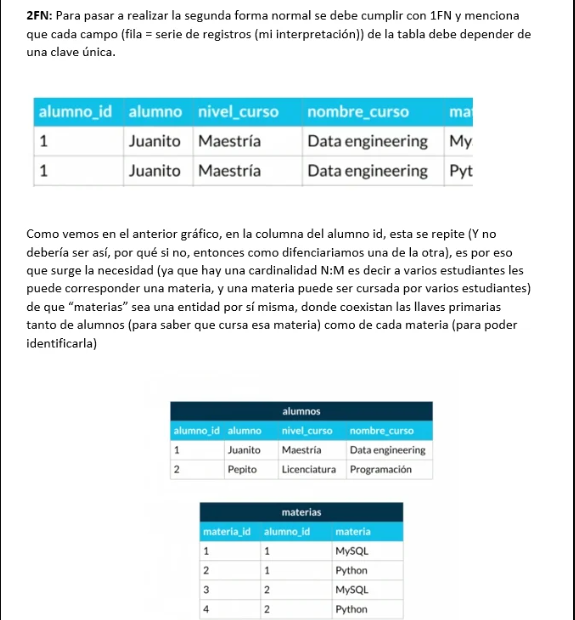 2FN: Para pasar a realizar la segunda forma normal se debe cumplir con 1FN y menciona
que cada campo (fila = serie de registros (mi interpretación)) de la tabla debe depender de
una clave única.
alumno_id alumno nivel_curso nombre_curso mat
1 Juanito Maestría Data engineering My
1 Juanito Maestría Data engineering Pyt
Como vemos en el anterior gráfico, en la columna del alumno id, esta se repite (Y no
debería ser así, por qué si no, entonces como difenciariamos una de la otra), es por eso
que surge la necesidad (ya que hay una cardinalidad N:M es decir a varios estudiantes les
puede corresponder una materia, y una materia puede ser cursada por varios estudiantes)
de que “materias” sea una entidad por sí misma, donde coexistan las llaves primarias
tanto de alumnos (para saber que cursa esa materia) como de cada materia (para poder
identificarla)
alumnos
alumno_id alumno nivel_curso nombre_curso
1 Juanito Maestría Data engineering
2 Pepito Licenciatura Programación
materias
materia_id alumno_id materia
1 1 MySQL
2 1 Python
3 2 MySQL
4 2 Python